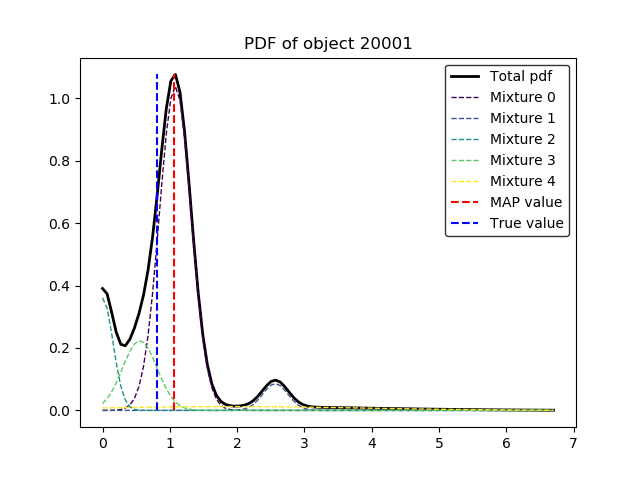 PDF of object 20001
Total pdf
Mixture 0
Mixture 1
Mixture 2
Mixture 3
Mixture 4
MAP value
True value
1.0
0.8
0.6
0.4
0.2
0.0
0 1 2 3 4 5 6 7